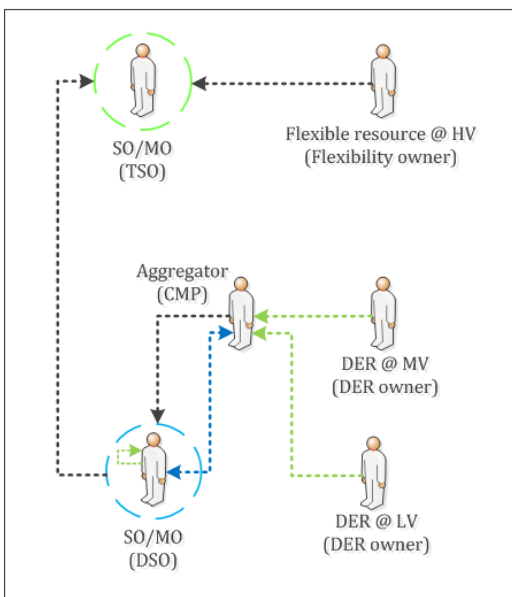 SO/MO
(TSO)
Flexible resource @ HV
(Flexibility owner)
Aggregator
(CMP)
DER @ MV
(DER owner)
SO/MO
(DSO)
DER @ LV
(DER owner)